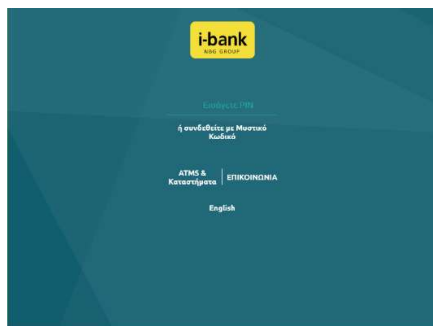 i-bank
NBG GROUP
Εισάγετε PIN
ή συνδεθείτε με Μυστικό
Κωδικό
ATMS &
Καταστήματα
ΕΠΙΚΟΙΝΩΝΙΑ
English